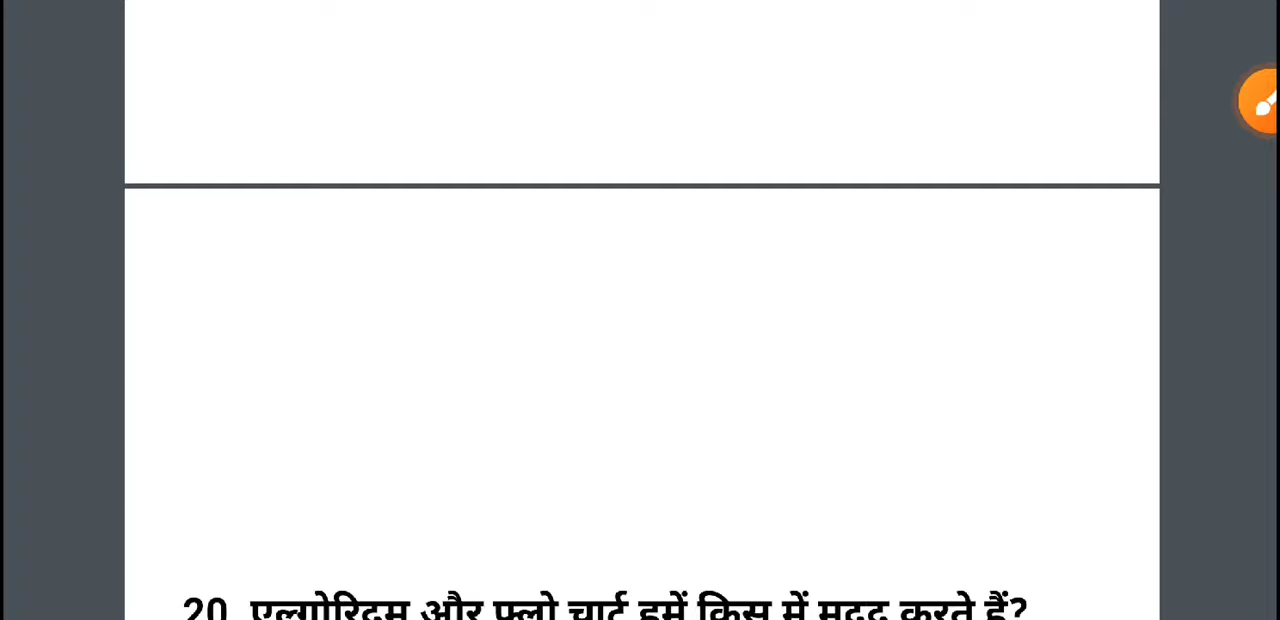 20 एल्गोरिदम और फ्लो चार्ट हमें किस में मदद करते हैं?